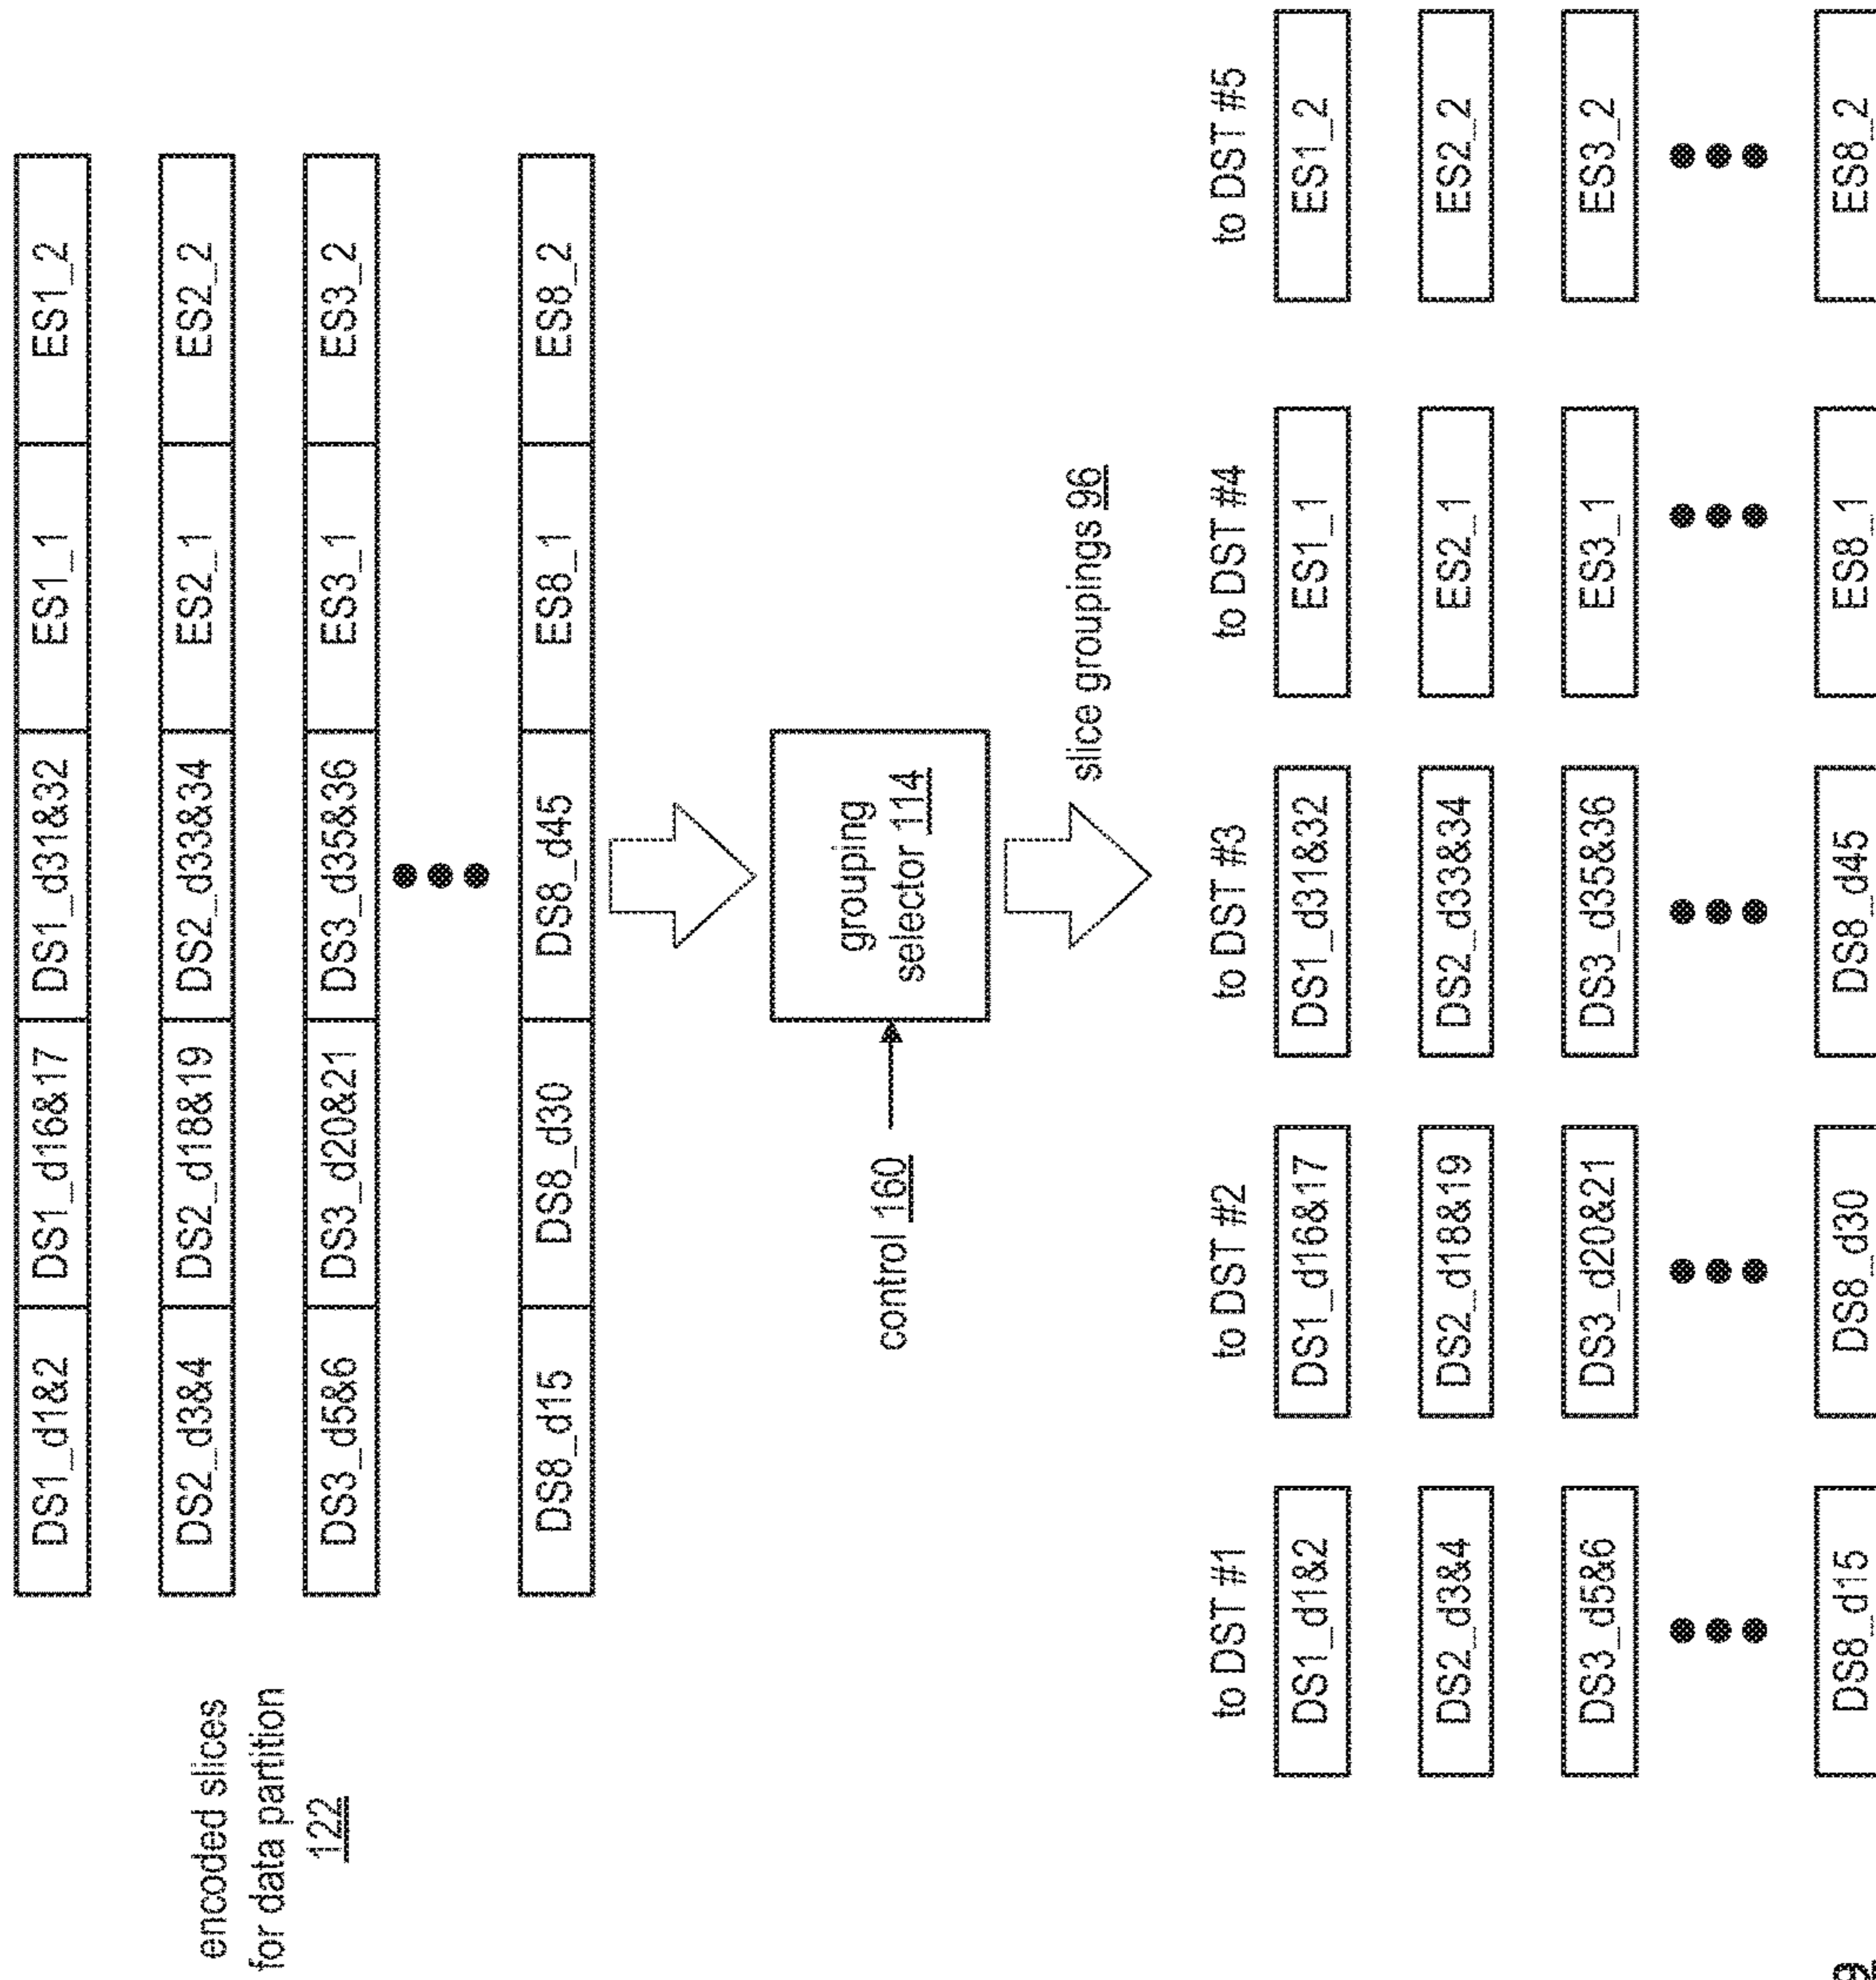 encoded slices
for data partition
122
DS1_d1&2 DS1_d16&17 DS1_d31&32 ES1_1 ES1_2
DS2_d3&4 DS2_d18&19 DS2_d33&34 ES2_1 ES2_2
DS3_d5&6 DS3_d20&21 DS3_d35&36 ES3_1 ES3_2
DS8_d15 DS8_d30 DS8_d45 ES8_1 ES8_2
control 160
grouping
selector 114
slice groupings 96
to DST #1 to DST #2 to DST #3 to DST #4 to DST #5
DS1_d1&2 DS1_d16&17 DS1_d31&32 ES1_1 ES1_2
DS2_d3&4 DS2_d18&19 DS2_d33&34 ES2_1 ES2_2
DS3_d5&6 DS3_d20&21 DS3_d35&36 ES3_1 ES3_2
DS8_d15 DS8_d30 DS8_d45 ES8_1 ES8_2